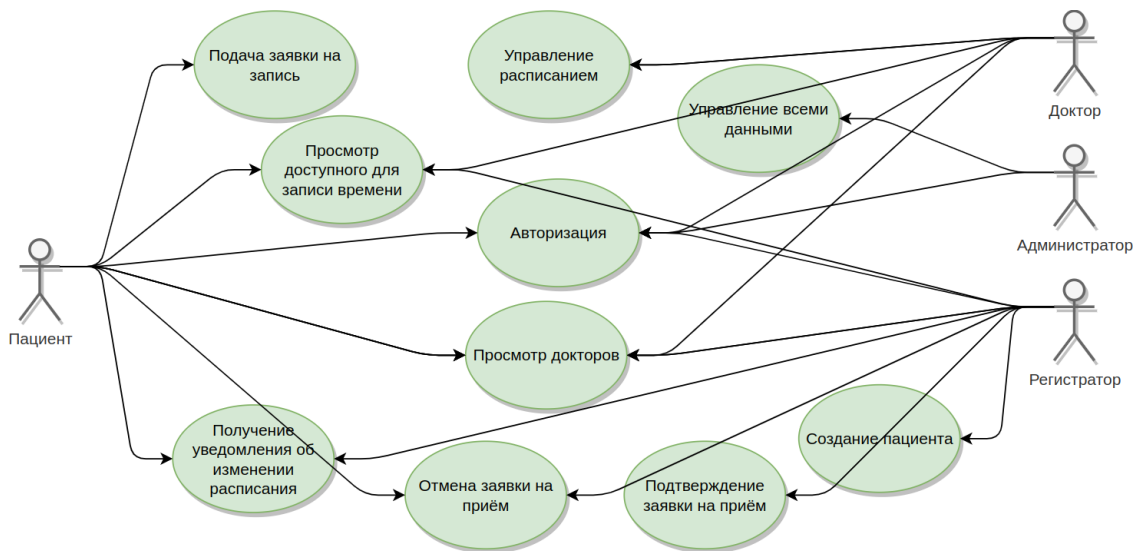 Подача заявки на
запись
Управление
расписанием
Доктор
Управление всеми
данными
Просмотр
доступного для
записи времени
Администратор
Авторизация
Пациент
Просмотр докторов
Регистратор
Получение
уведомления об
изменении
расписания
Создание пациента
Отмена заявки на
приём
Подтверждение
заявки на приём